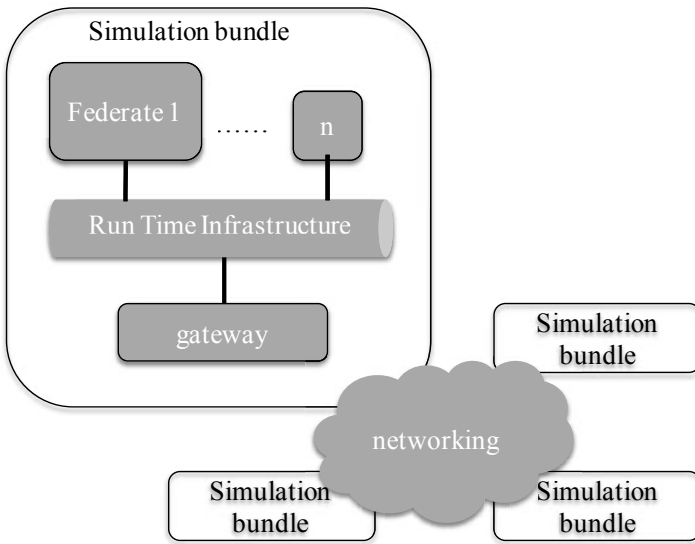 Simulation bundle
Federate 1
......
n
Run Time Infrastructure
gateway
Simulation
bundle
networking
Simulation
bundle
Simulation
bundle